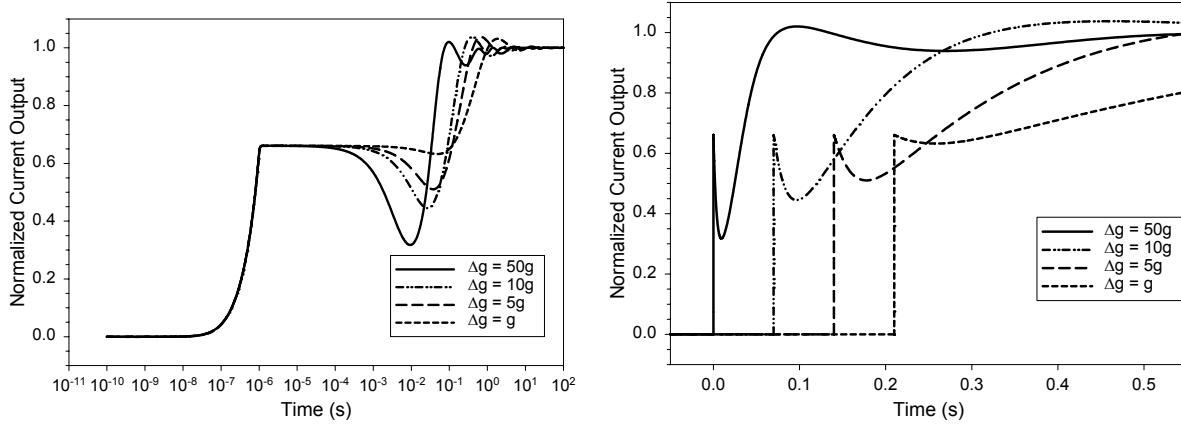 Normalized Current Output
1.0
0.8
0.6
0.4
0.2
0.0
Δg = 50g
Δg = 10g
Δg = 5g
Δg = g
10⁻¹¹ 10⁻¹⁰ 10⁻⁹ 10⁻⁸ 10⁻⁷ 10⁻⁶ 10⁻⁵ 10⁻⁴ 10⁻³ 10⁻² 10⁻¹ 10⁰ 10¹ 10²
Time (s)
Normalized Current Output
1.0
0.8
0.6
0.4
0.2
0.0
Δg = 50g
Δg = 10g
Δg = 5g
Δg = g
0.0 0.1 0.2 0.3 0.4 0.5
Time (s)